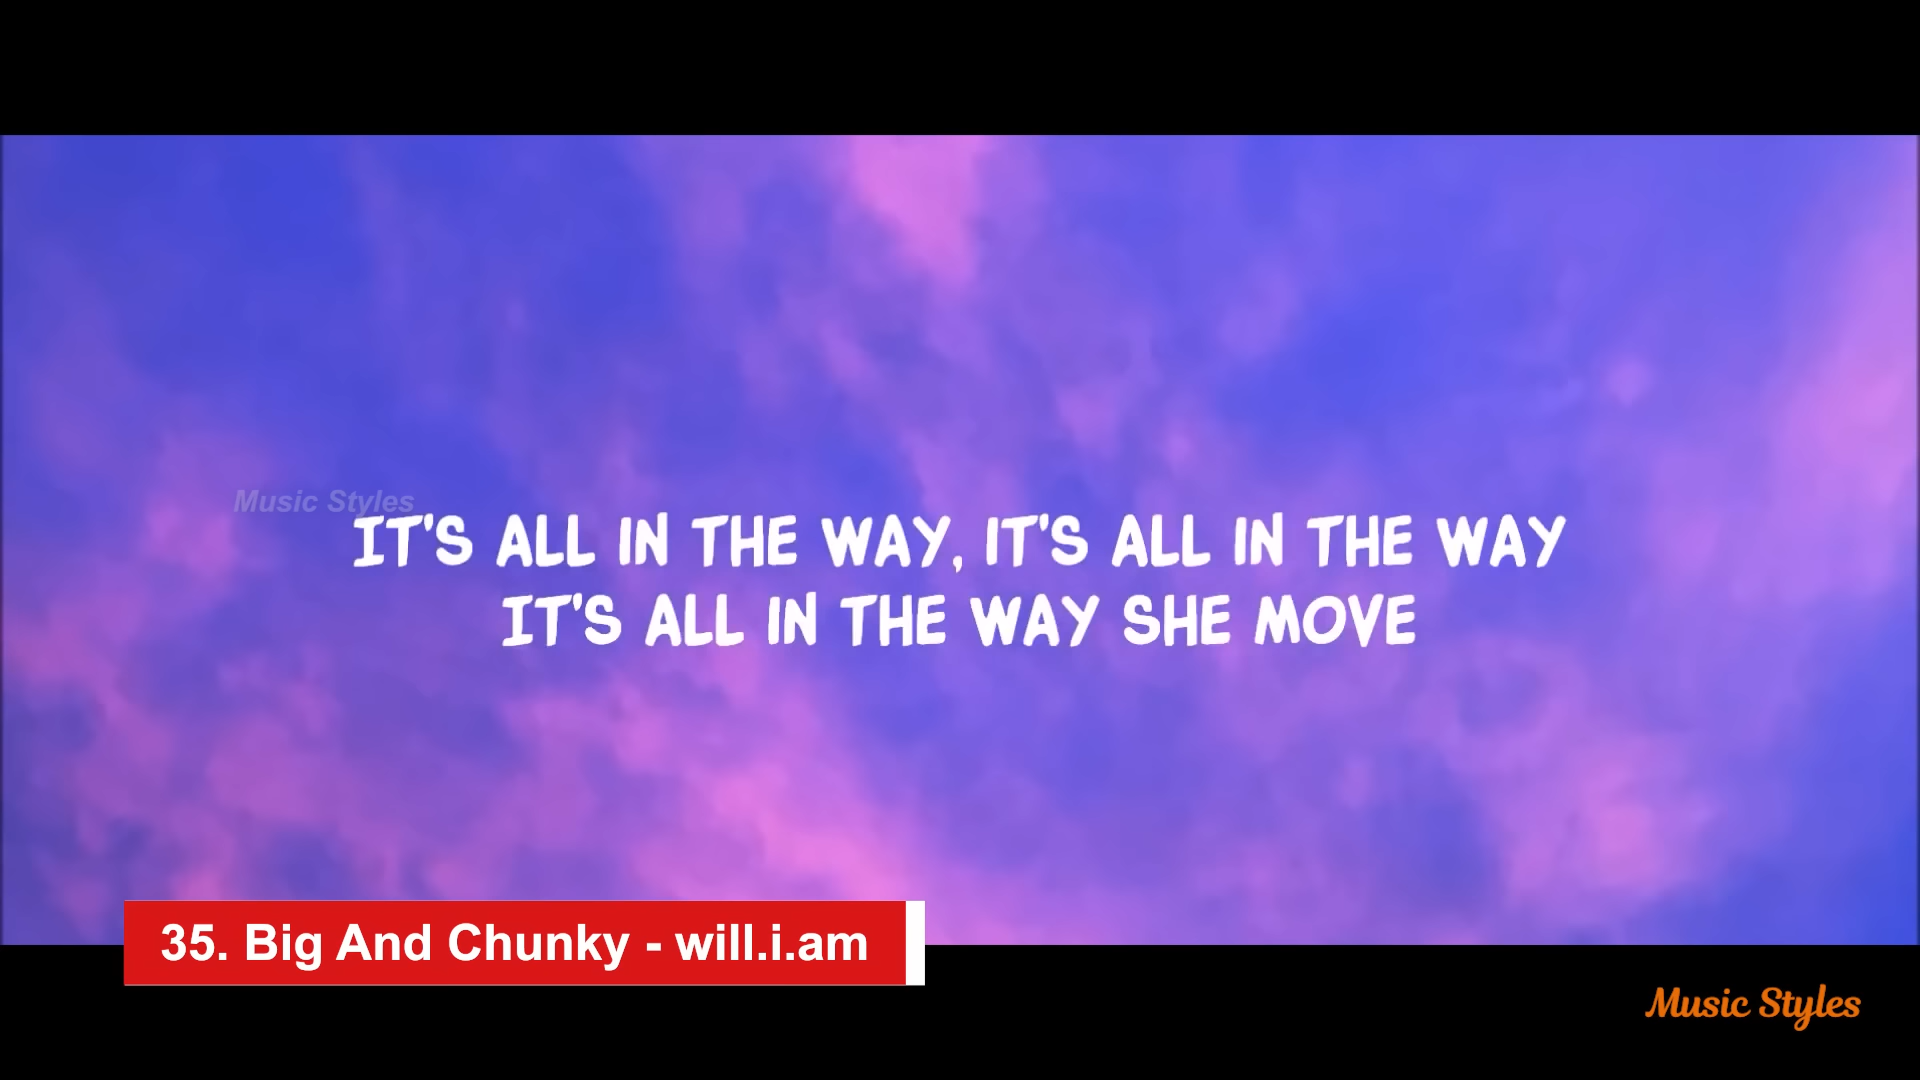 Music Styles
IT'S ALL IN THE WAY, IT'S ALL IN THE WAY
IT'S ALL IN THE WAY SHE MOVE
35. Big And Chunky - will.i.am
Music Styles